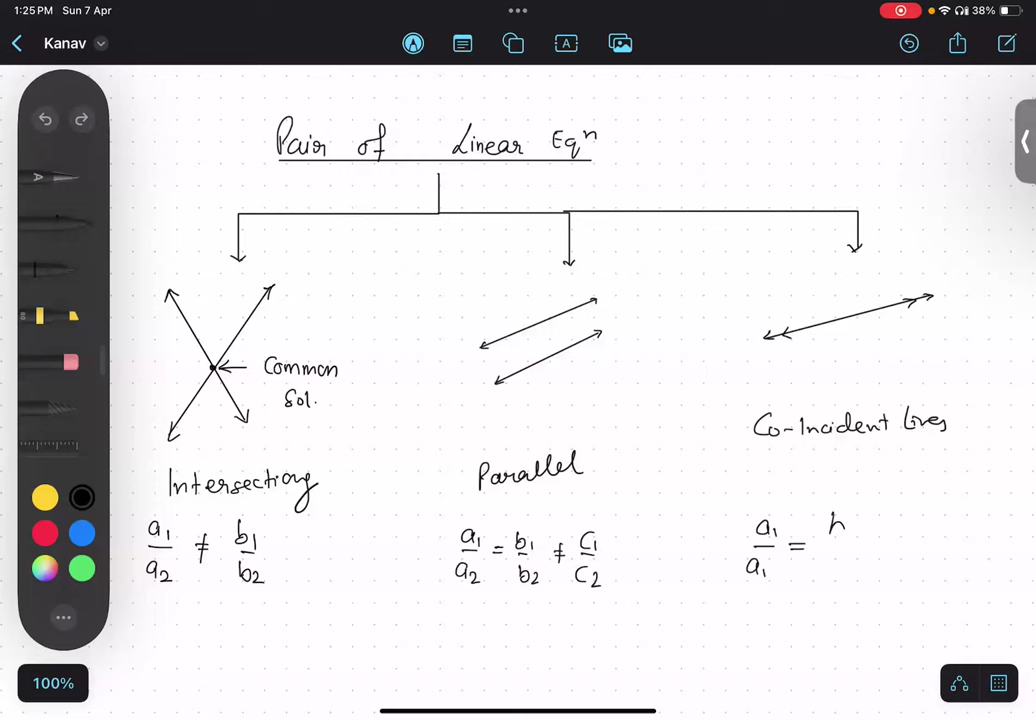 1:25 PM Sun 7 Apr
38%
Kanav
Pair of Linear Eqⁿ
Common
Sol.
Co-Incident Lines
Intersecting
Parallel
a₁/a₂ ≠ b₁/b₂
a₁/a₂ = b₁/b₂ ≠ c₁/c₂
a₁/a₁ =
100%